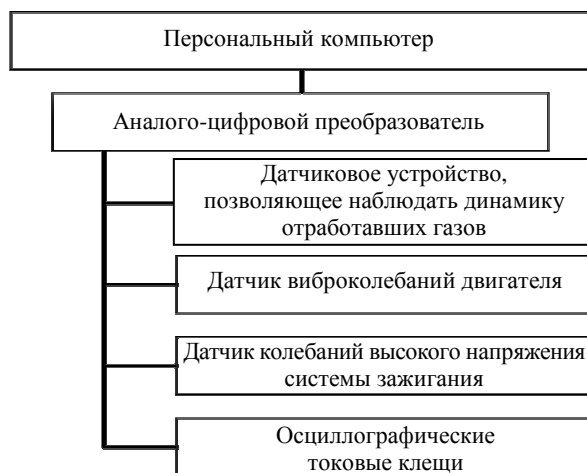 Персональный компьютер
Аналого-цифровой преобразователь
Датчиковое устройство,
позволяющее наблюдать динамику
отработавших газов
Датчик виброколебаний двигателя
Датчик колебаний высокого напряжения
системы зажигания
Осциллографические
токовые клещи